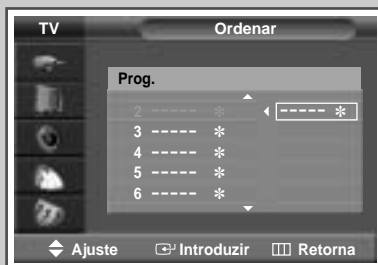 TV Ordenar
Prog.
2 ----- ✻ ----- ✻
3 ----- ✻
4 ----- ✻
5 ----- ✻
6 ----- ✻
Ajuste Introduzir Retorna